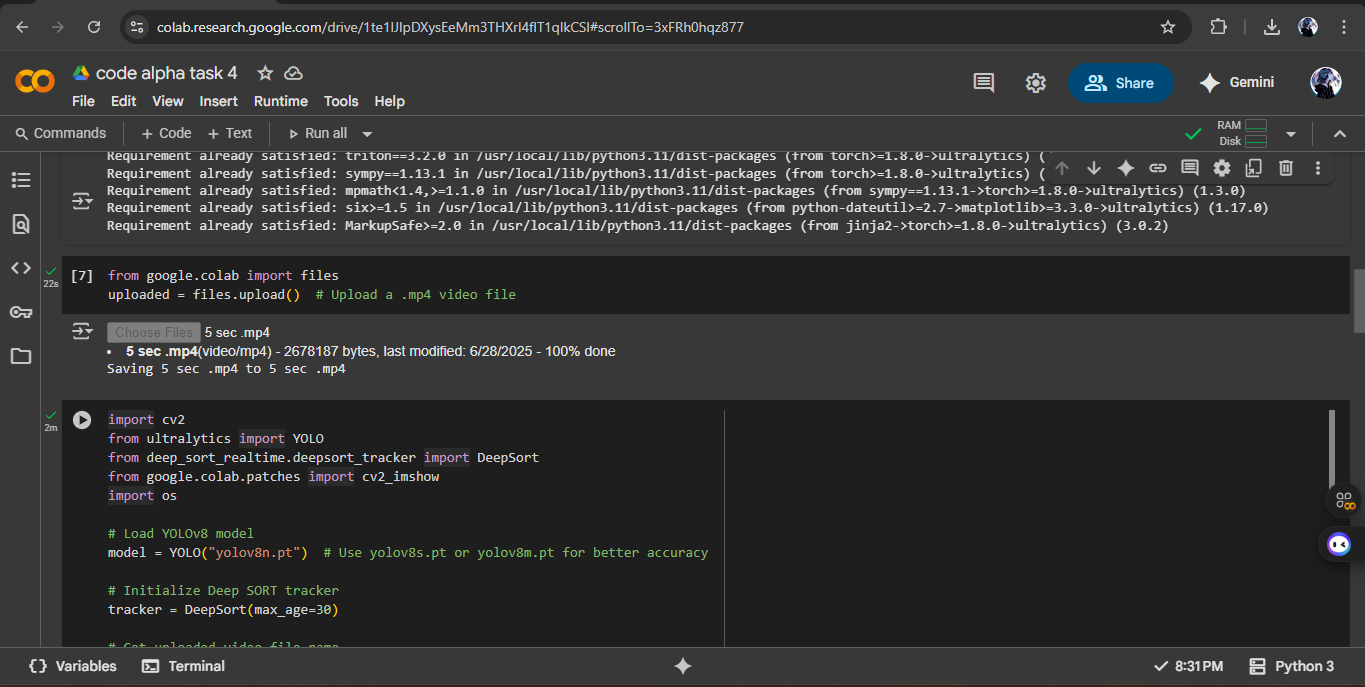 colab.research.google.com/drive/1te1IJIpDXysEeMm3THXrI4flT1qIkCSI#scrollTo=3xFRh0hqz877
code alpha task 4
Share
Gemini
File Edit View Insert Runtime Tools Help
Commands + Code + Text Run all
RAM
Disk
Requirement already satisfied: triton==3.2.0 in /usr/local/lib/python3.11/dist-packages (from torch>=1.8.0->ultralytics) (
Requirement already satisfied: sympy==1.13.1 in /usr/local/lib/python3.11/dist-packages (from torch>=1.8.0->ultralytics) (
Requirement already satisfied: mpmath<1.4,>=1.1.0 in /usr/local/lib/python3.11/dist-packages (from sympy==1.13.1->torch>=1.8.0->ultralytics) (1.3.0)
Requirement already satisfied: six>=1.5 in /usr/local/lib/python3.11/dist-packages (from python-dateutil>=2.7->matplotlib>=3.3.0->ultralytics) (1.17.0)
Requirement already satisfied: MarkupSafe>=2.0 in /usr/local/lib/python3.11/dist-packages (from jinja2->torch>=1.8.0->ultralytics) (3.0.2)
22s
[7] from google.colab import files
uploaded = files.upload()  # Upload a .mp4 video file
Choose Files 5 sec .mp4
• 5 sec .mp4(video/mp4) - 2678187 bytes, last modified: 6/28/2025 - 100% done
Saving 5 sec .mp4 to 5 sec .mp4
2m
import cv2
from ultralytics import YOLO
from deep_sort_realtime.deepsort_tracker import DeepSort
from google.colab.patches import cv2_imshow
import os
# Load YOLOv8 model
model = YOLO("yolov8n.pt")  # Use yolov8s.pt or yolov8m.pt for better accuracy
# Initialize Deep SORT tracker
tracker = DeepSort(max_age=30)
# Get uploaded video file name
Variables Terminal
8:31 PM Python 3